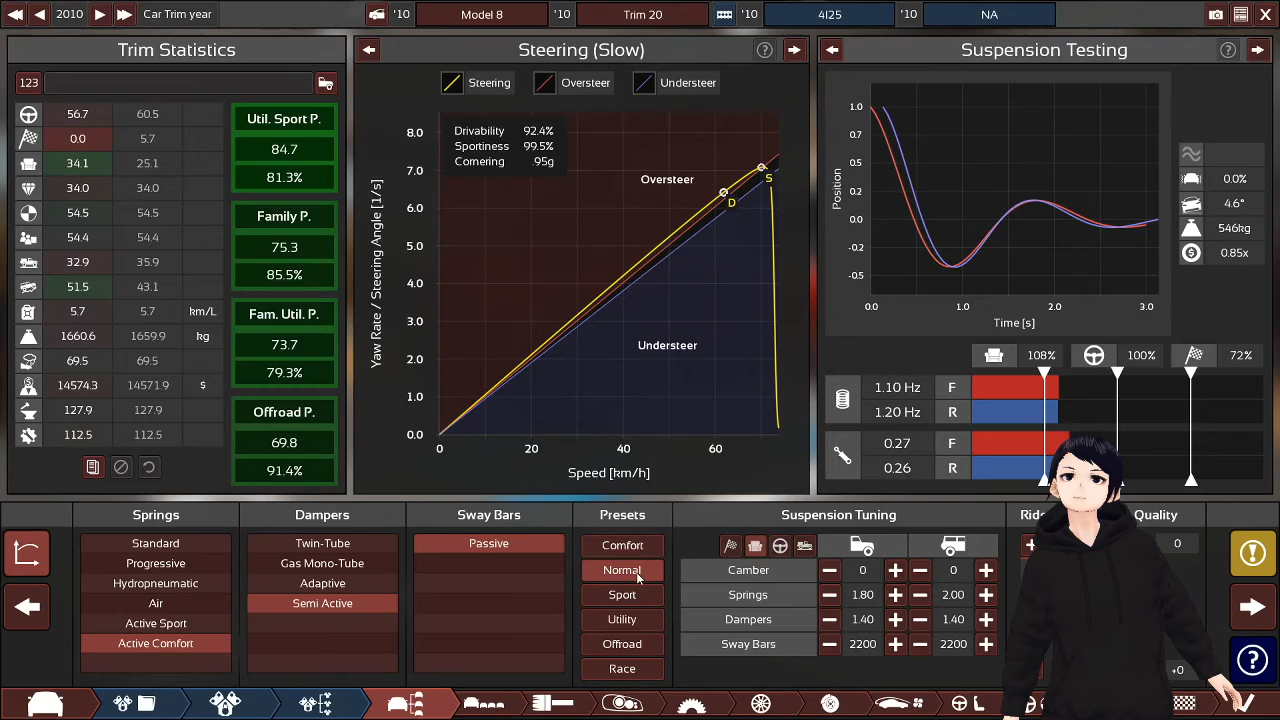 2010 Car Trim year '10 Model 8 '10 Trim 20 '10 4I25 '10 NA
Trim Statistics
123
56.7 60.5
0.0 5.7
34.1 25.1
34.0 34.0
54.5 54.5
54.4 54.4
32.9 35.9
51.5 43.1
5.7 5.7 km/L
1660.6 1659.9 kg
69.5 69.5
14574.3 14571.9 $
127.9 127.9
112.5 112.5
Util. Sport P.
84.7
81.3%
Family P.
75.3
85.5%
Fam. Util. P.
73.7
79.3%
Offroad P.
69.8
91.4%
Steering (Slow) ?
Steering Oversteer Understeer
Drivability 92.4%
Sportiness 99.5%
Cornering .95g
Oversteer
Understeer
D
S
Yaw Rate / Steering Angle [1/s]
8.0
7.0
6.0
5.0
4.0
3.0
2.0
1.0
0.0
0 20 40 60
Speed [km/h]
Suspension Testing ?
Position
1.0
0.7
0.5
0.2
0.0
-0.2
-0.5
0.0 1.0 2.0 3.0
Time [s]
0.0%
4.6°
546kg
0.85x
108% 100% 72%
1.10 Hz F
1.20 Hz R
0.27 F
0.26 R
Springs
Standard
Progressive
Hydropneumatic
Air
Active Sport
Active Comfort
Dampers
Twin-Tube
Gas Mono-Tube
Adaptive
Semi Active
Sway Bars
Passive
Presets
Comfort
Normal
Sport
Utility
Offroad
Race
Suspension Tuning
Camber − 0 + − 0 +
Springs − 1.80 + − 2.00 +
Dampers − 1.40 + − 1.40 +
Sway Bars − 2200 + − 2200 +
Quality
0
+0
!
?